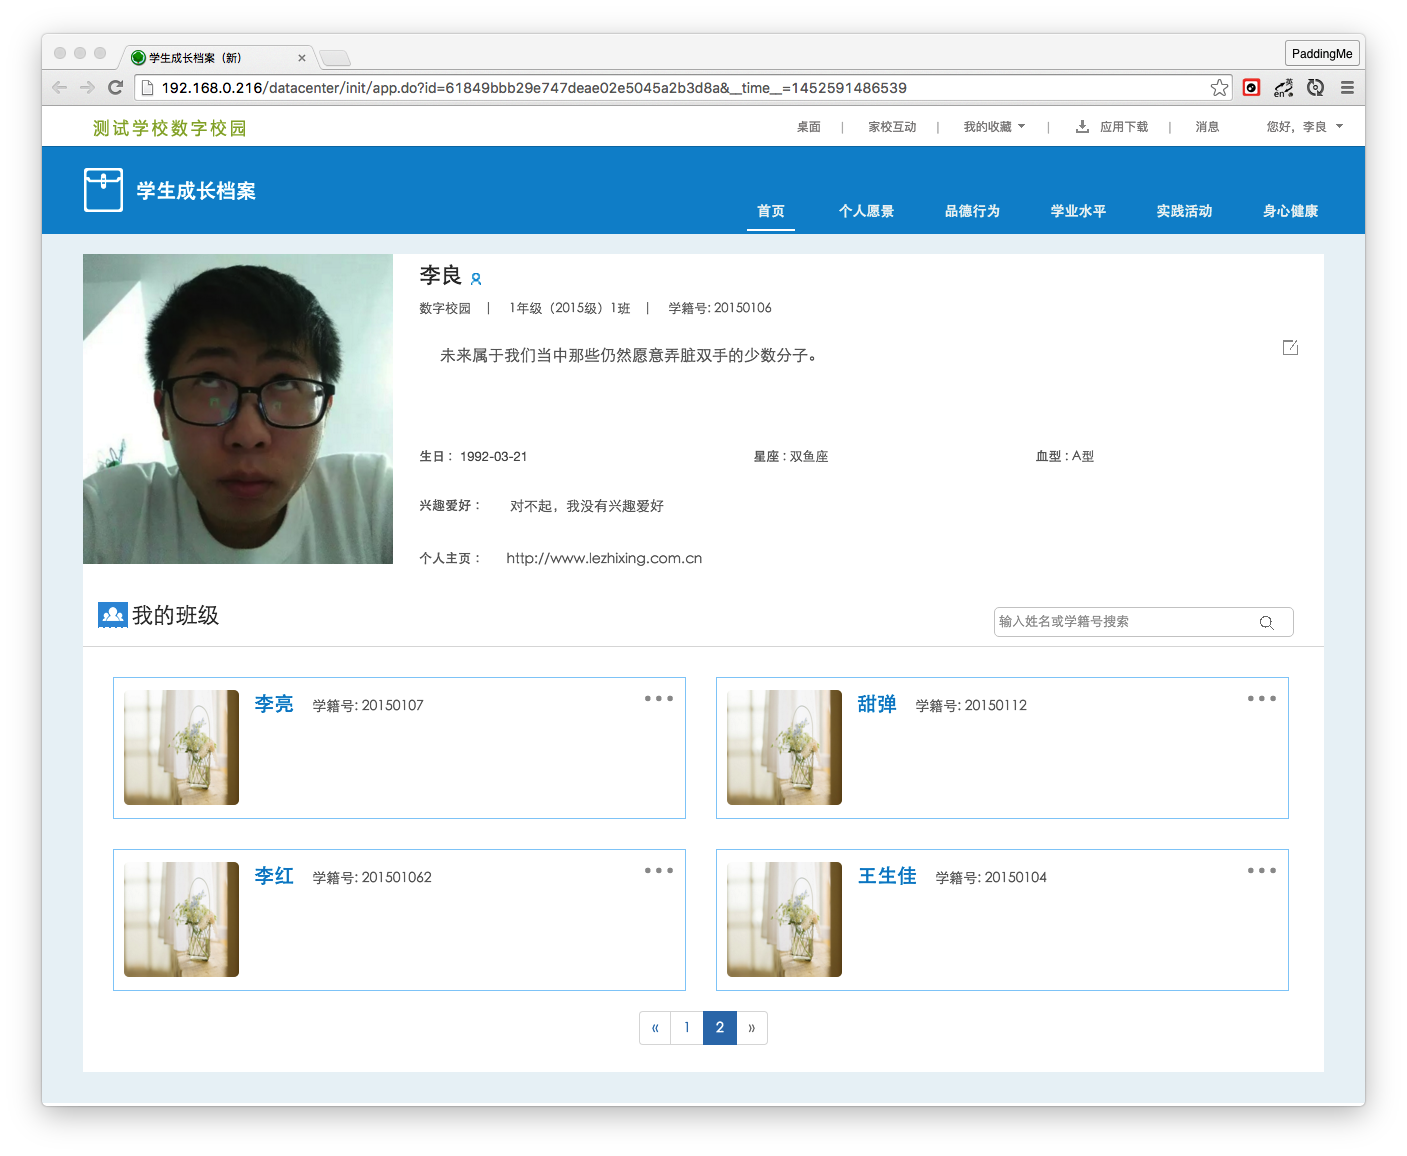 学生成长档案（新）
PaddingMe
192.168.0.216/datacenter/init/app.do?id=61849bbb29e747deae02e5045a2b3d8a&__time__=1452591486539
英 en
测试学校数字校园
桌面 | 家校互动 | 我的收藏 | 应用下载 | 消息 您好，李良
学生成长档案
首页 个人愿景 品德行为 学业水平 实践活动 身心健康
李良
数字校园 | 1年级（2015级）1班 | 学籍号: 20150106
未来属于我们当中那些仍然愿意弄脏双手的少数分子。
生日： 1992-03-21 星座 : 双鱼座 血型 : A型
兴趣爱好： 对不起，我没有兴趣爱好
个人主页： http://www.lezhixing.com.cn
我的班级
输入姓名或学籍号搜索
李亮 学籍号: 20150107
甜弹 学籍号: 20150112
李红 学籍号: 201501062
王生佳 学籍号: 20150104
« 1 2 »